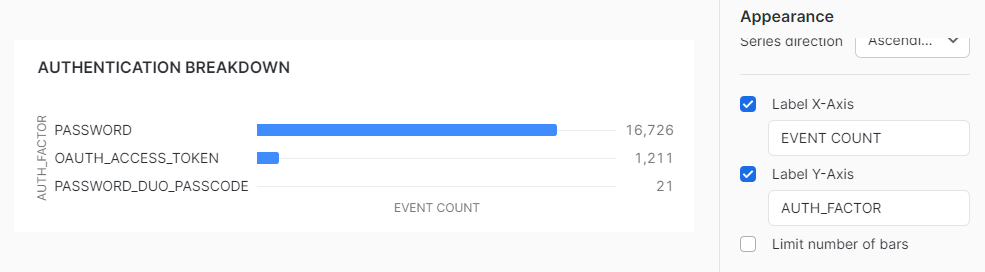 AUTHENTICATION BREAKDOWN
AUTH_FACTOR
PASSWORD 16,726
OAUTH_ACCESS_TOKEN 1,211
PASSWORD_DUO_PASSCODE 21
EVENT COUNT
Appearance
Series direction Ascendi...
Label X-Axis
EVENT COUNT
Label Y-Axis
AUTH_FACTOR
Limit number of bars